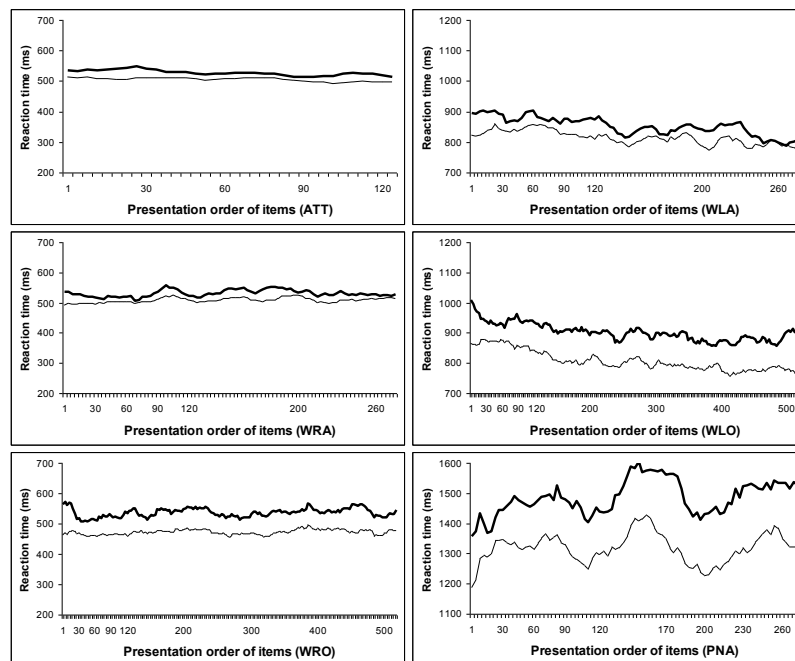 Reaction time (ms)
700
600
500
400
300
200
1 30 60 90 120
Presentation order of items (ATT)
Reaction time (ms)
1200
1100
1000
900
800
700
1 30 60 90 120 200 260
Presentation order of items (WLA)
Reaction time (ms)
700
600
500
400
300
200
1 30 60 90 120 200 260
Presentation order of items (WRA)
Reaction time (ms)
1200
1100
1000
900
800
700
1 30 60 90 120 200 300 400 500
Presentation order of items (WLO)
Reaction time (ms)
700
600
500
400
300
200
1 30 60 90 120 200 300 400 500
Presentation order of items (WRO)
Reaction time (ms)
1600
1500
1400
1300
1200
1100
1 30 60 90 130 170 200 230 260
Presentation order of items (PNA)